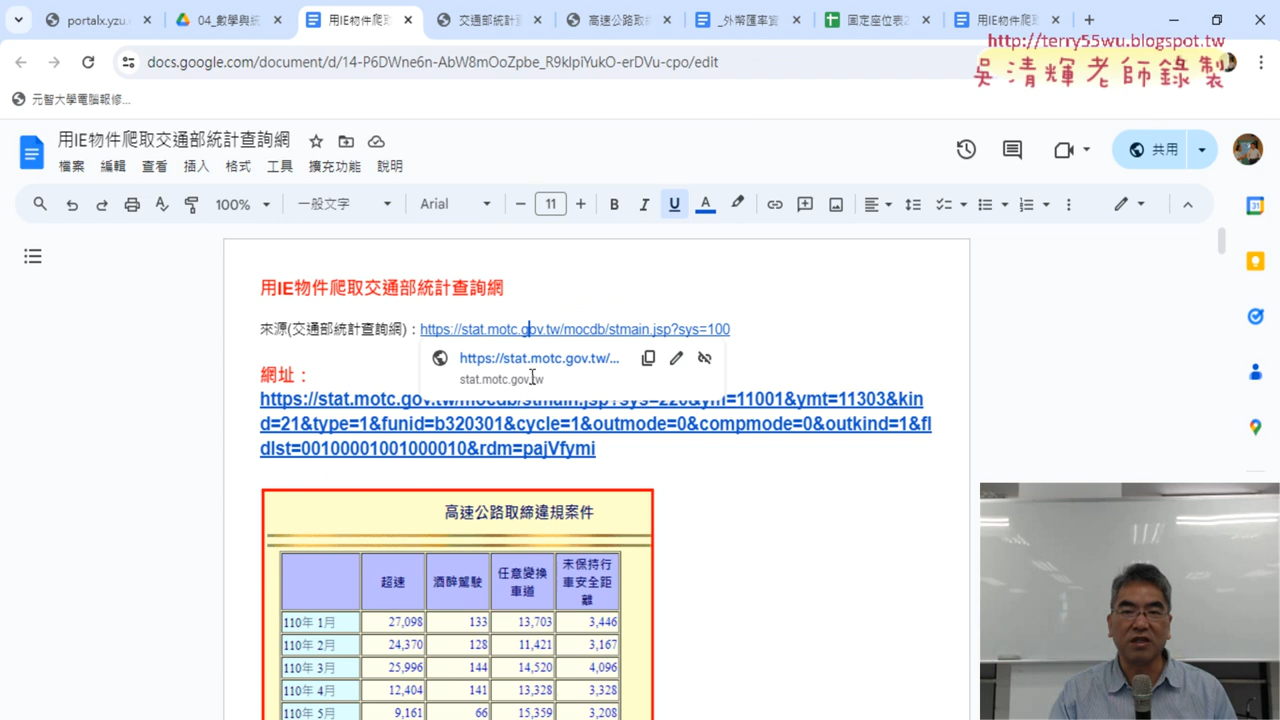 portalx.yzu.
04_數學與統
用IE物件爬取
交通部統計
高速公路取締
_外幣匯率資
固定座位表
用IE物件爬取
http://terry55wu.blogspot.tw
docs.google.com/document/d/14-P6DWne6n-AbW8mOoZpbe_R9klpiYukO-erDVu-cpo/edit
吳清輝老師錄製
元智大學電腦報修...
用IE物件爬取交通部統計查詢網
檔案 編輯 查看 插入 格式 工具 擴充功能 說明
共用
100% 一般文字 Arial 11 B I U A
31
用IE物件爬取交通部統計查詢網
來源(交通部統計查詢網)：https://stat.motc.gov.tw/mocdb/stmain.jsp?sys=100
https://stat.motc.gov.tw/...
stat.motc.gov.tw
網址：
https://stat.motc.gov.tw/mocdb/stmain.jsp?sys=220&ym=11001&ymt=11303&kin
d=21&type=1&funid=b320301&cycle=1&outmode=0&compmode=0&outkind=1&fl
dlst=00100001001000010&rdm=pajVfymi
高速公路取締違規案件
超速 酒醉駕駛 任意變換車道 未保持行車安全距離
110年 1月 27,098 133 13,703 3,446
110年 2月 24,370 128 11,421 3,167
110年 3月 25,996 144 14,520 4,096
110年 4月 12,404 141 13,328 3,328
110年 5月 9,161 66 15,359 3,208